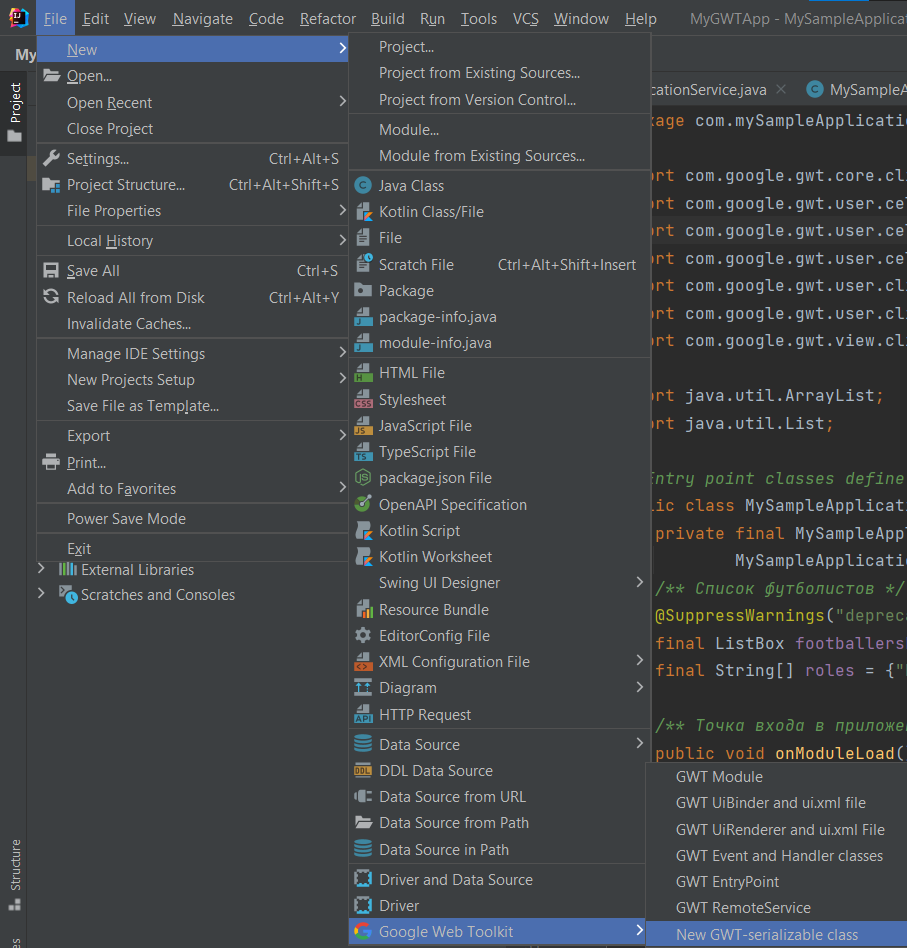 File Edit View Navigate Code Refactor Build Run Tools VCS Window Help MyGWTApp - MySampleApplicat
My
Project
Structure
New
Open...
Open Recent
Close Project
Settings... Ctrl+Alt+S
Project Structure... Ctrl+Alt+Shift+S
File Properties
Local History
Save All Ctrl+S
Reload All from Disk Ctrl+Alt+Y
Invalidate Caches...
Manage IDE Settings
New Projects Setup
Save File as Template...
Export
Print...
Add to Favorites
Power Save Mode
Exit
External Libraries
Scratches and Consoles
Project...
Project from Existing Sources...
Project from Version Control...
Module...
Module from Existing Sources...
Java Class
Kotlin Class/File
File
Scratch File Ctrl+Alt+Shift+Insert
Package
package-info.java
module-info.java
HTML File
Stylesheet
JavaScript File
TypeScript File
package.json File
OpenAPI Specification
Kotlin Script
Kotlin Worksheet
Swing UI Designer
Resource Bundle
EditorConfig File
XML Configuration File
Diagram
HTTP Request
Data Source
DDL Data Source
Data Source from URL
Data Source from Path
Data Source in Path
Driver and Data Source
Driver
Google Web Toolkit
cationService.java MySampleA
kage com.mySampleApplicatio
ort com.google.gwt.core.cli
ort com.google.gwt.user.cel
ort com.google.gwt.user.cel
ort com.google.gwt.user.cel
ort com.google.gwt.user.cli
ort com.google.gwt.user.cli
ort com.google.gwt.view.cli
ort java.util.ArrayList;
ort java.util.List;
Entry point classes define
lic class MySampleApplicati
private final MySampleAppl
MySampleApplicatio
/** Список футболистов */
@SuppressWarnings("depreca
final ListBox footballers
final String[] roles = {"
/** Точка входа в приложе
public void onModuleLoad(
GWT Module
GWT UiBinder and ui.xml file
GWT UiRenderer and ui.xml File
GWT Event and Handler classes
GWT EntryPoint
GWT RemoteService
New GWT-serializable class